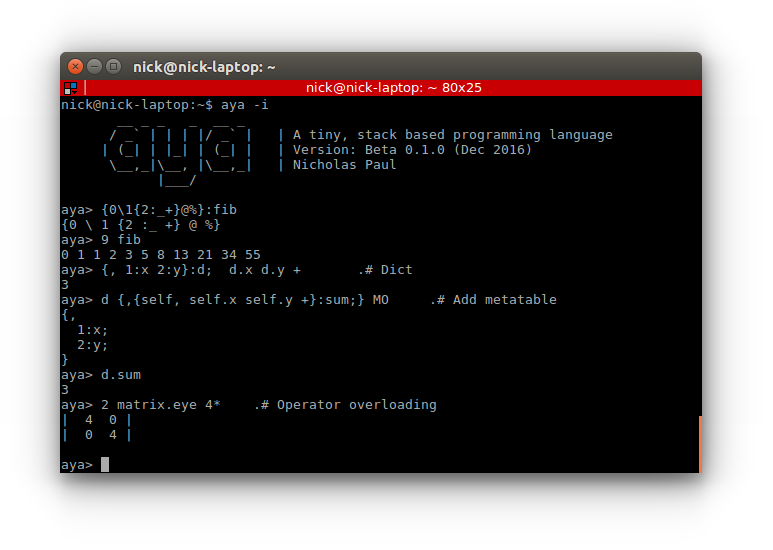 nick@nick-laptop: ~
nick@nick-laptop: ~ 80x25
nick@nick-laptop:~$ aya -i
| A tiny, stack based programming language
| Version: Beta 0.1.0 (Dec 2016)
| Nicholas Paul
aya> {0\1{2:_+}@%}:fib
{0 \ 1 {2 :_ +} @ %}
aya> 9 fib
0 1 1 2 3 5 8 13 21 34 55
aya> {, 1:x 2:y}:d;  d.x d.y +       .# Dict
3
aya> d {,{self, self.x self.y +}:sum;} MO     .# Add metatable
{,
  1:x;
  2:y;
}
aya> d.sum
3
aya> 2 matrix.eye 4*    .# Operator overloading
|  4  0 |
|  0  4 |
aya>